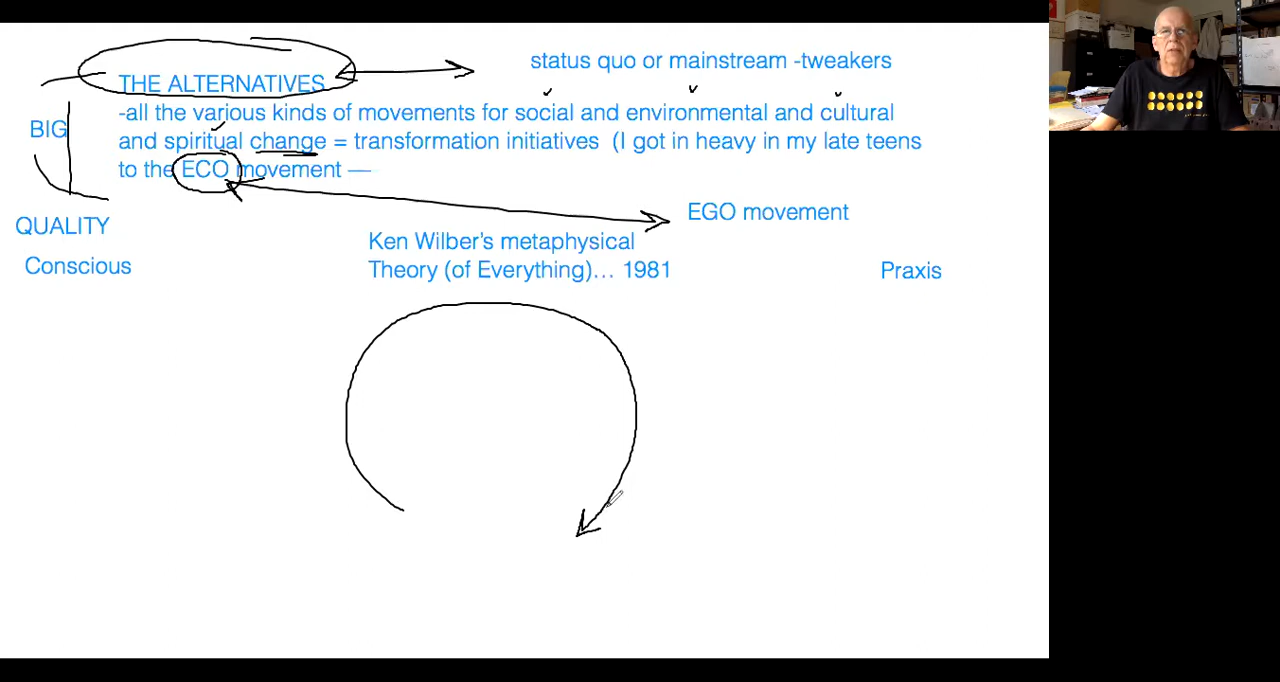 status quo or mainstream -tweakers
THE ALTERNATIVES
-all the various kinds of movements for social and environmental and cultural
and spiritual change = transformation initiatives (I got in heavy in my late teens
to the ECO movement —
BIG
EGO movement
QUALITY
Ken Wilber's metaphysical
Conscious
Theory (of Everything)... 1981
Praxis